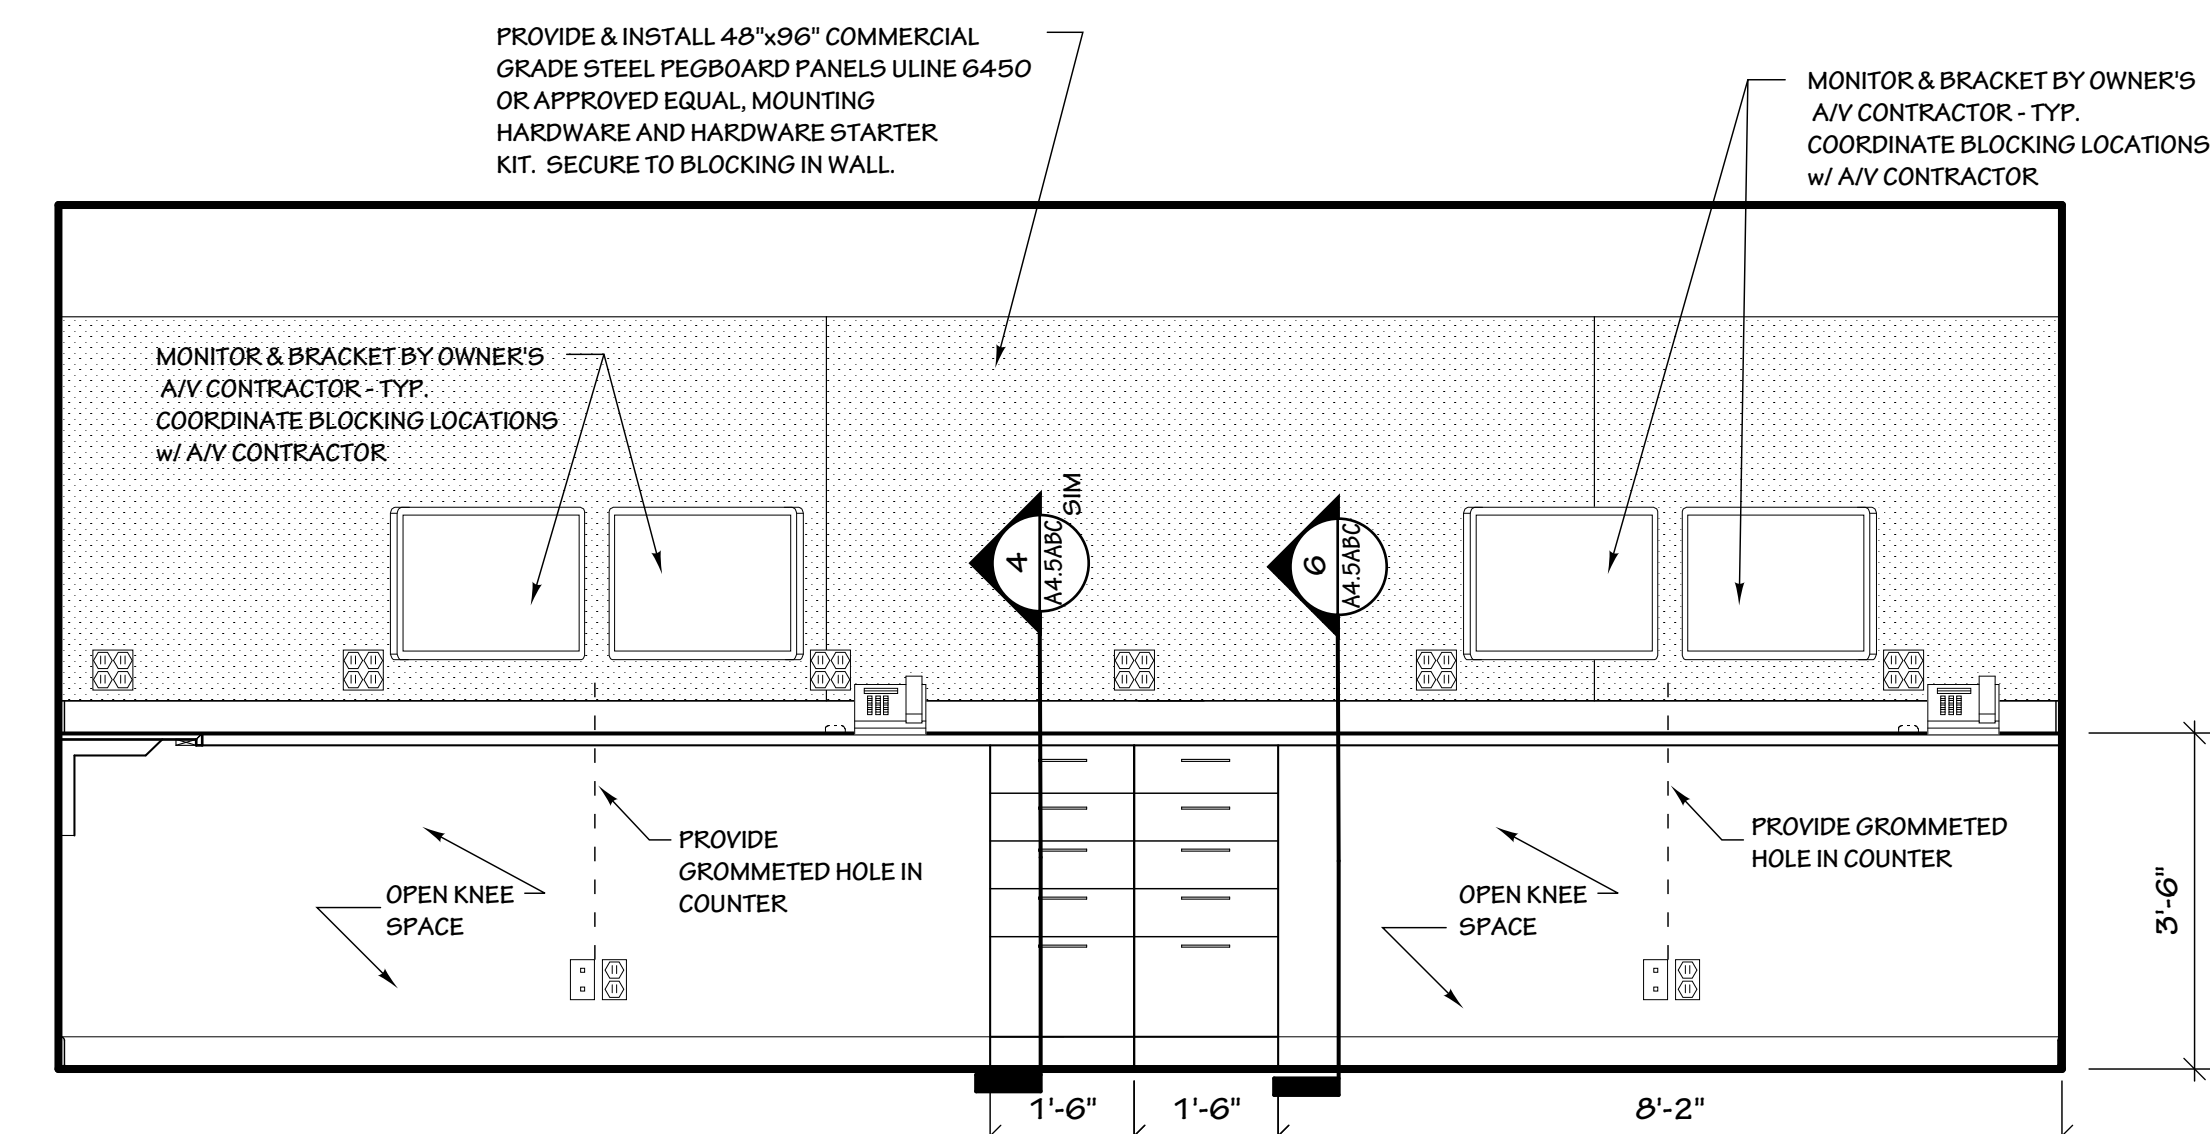 PROVIDE & INSTALL 48"x96" COMMERCIAL
GRADE STEEL PEGBOARD PANELS ULINE 6450
OR APPROVED EQUAL, MOUNTING
HARDWARE AND HARDWARE STARTER
KIT. SECURE TO BLOCKING IN WALL.
MONITOR & BRACKET BY OWNER'S
A/V CONTRACTOR - TYP.
COORDINATE BLOCKING LOCATIONS
w/ A/V CONTRACTOR
MONITOR & BRACKET BY OWNER'S
A/V CONTRACTOR - TYP.
COORDINATE BLOCKING LOCATIONS
w/ A/V CONTRACTOR
4
A4.5ABC
SIM
6
A4.5ABC
PROVIDE
GROMMETED HOLE IN
COUNTER
OPEN KNEE
SPACE
PROVIDE GROMMETED
HOLE IN COUNTER
OPEN KNEE
SPACE
3'-6"
1'-6"
1'-6"
8'-2"